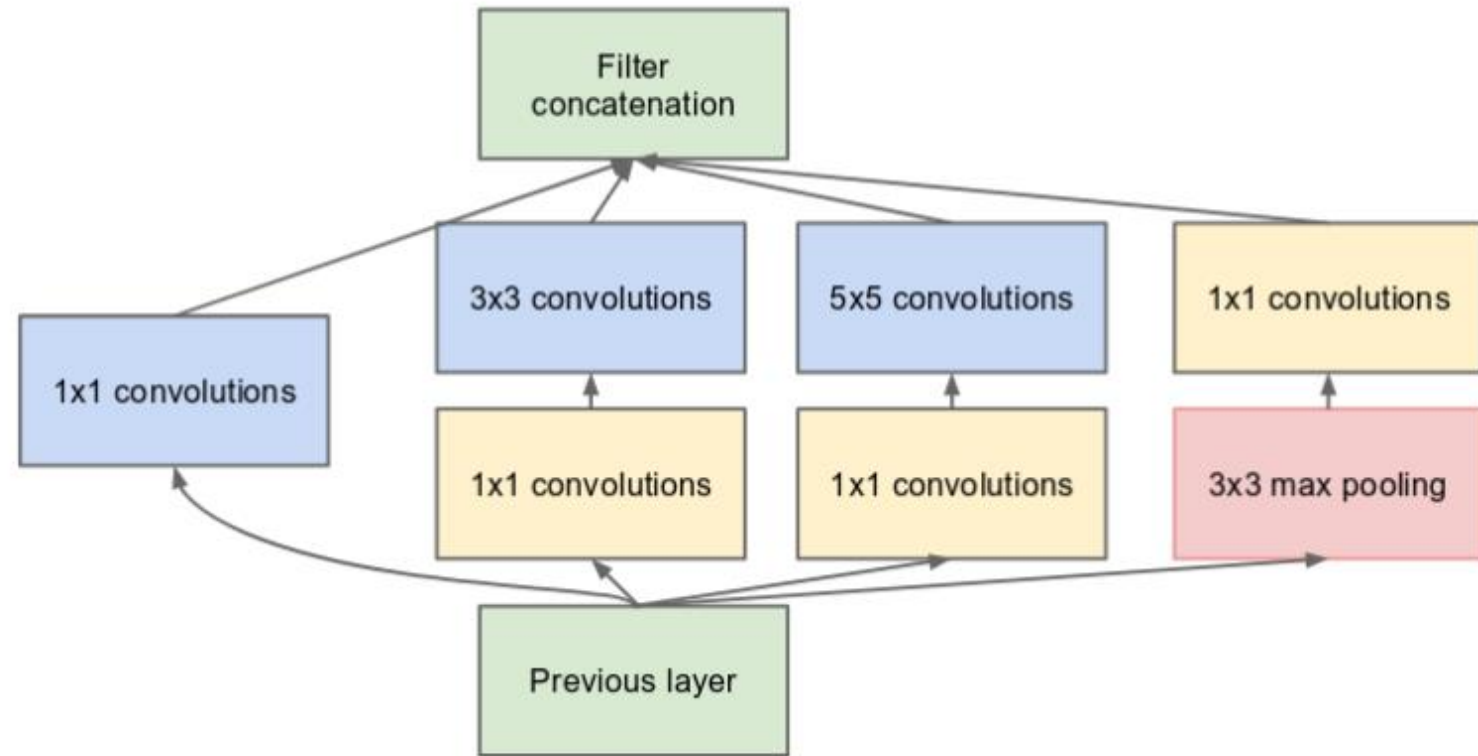 Filter
concatenation
3x3 convolutions
5x5 convolutions
1x1 convolutions
1x1 convolutions
1x1 convolutions
1x1 convolutions
3x3 max pooling
Previous layer